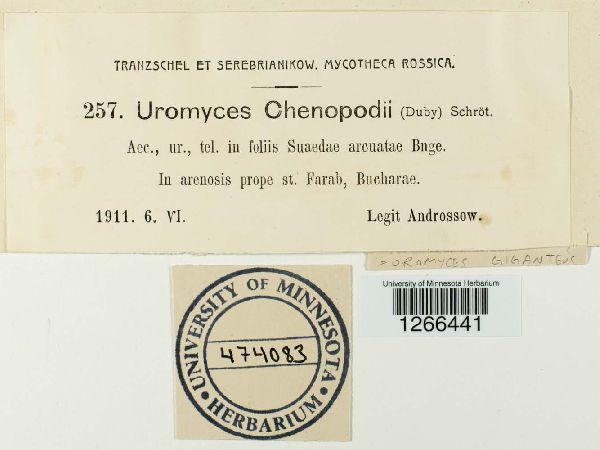 TRANZSCHEL ET SEREBRIANIKOW. MYCOTHECA ROSSICA.
257. Uromyces Chenopodii (Duby) Schröt.
Aec., ur., tel. in foliis Suaedae arcuatae Bnge.
In arenosis prope st. Farab, Bucharae.
1911. 6. VI. Legit Androssow.
= UROMYCES GIGANTEUS
University of Minnesota Herbarium
1266441
UNIVERSITY OF MINNESOTA
474083
• HERBARIUM •